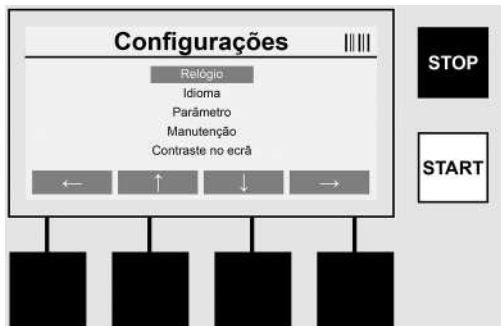 Configurações
Relógio
Idioma
Parâmetro
Manutenção
Contraste no ecrã
← ↑ ↓ →
STOP
START